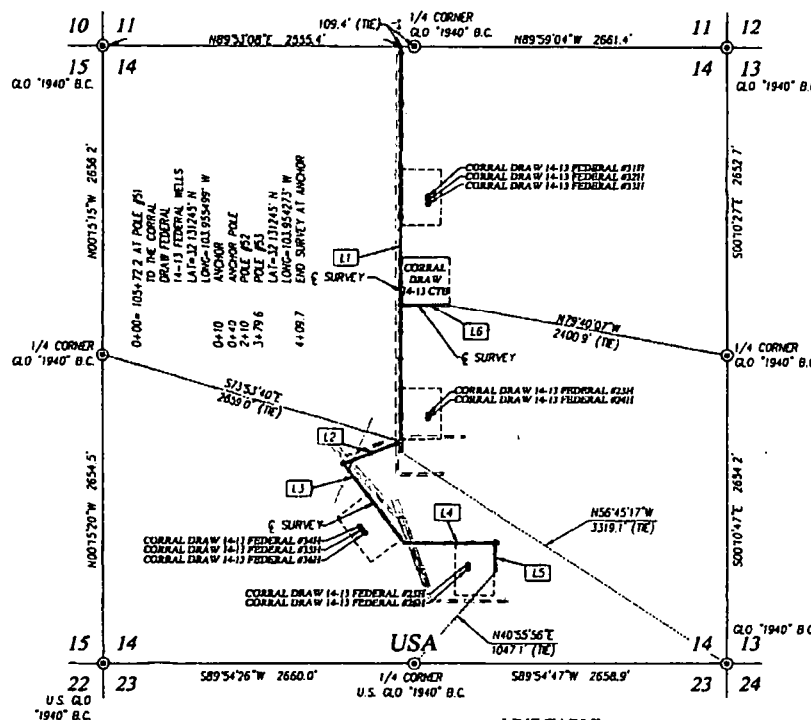 109.4' (TIE)
1/4 CORNER
GLO "1940" B.C.
10 11
N89°53'08"E 2555.4'
N89°59'04"W 2661.4'
11 12
15 14
GLO "1940" B.C.
14 13
GLO "1940" B.C.
N00°15'15"W 2656.2'
S00°10'27"E 2652.7'
0+00= 105+72.2 AT POLE #51
TO THE CORRAL
DRAW FEDERAL
14-13 FEDERAL WELLS
LAT=32.131245° N
LONG=103.955499° W
0+10 ANCHOR
0+40 ANCHOR POLE
2+10 POLE #52
3+79.6 POLE #53
LAT=32.131245° N
LONG=103.954273° W
4+09.7 END SURVEY AT ANCHOR
CORRAL DRAW 14-13 FEDERAL #31H
CORRAL DRAW 14-13 FEDERAL #32H
CORRAL DRAW 14-13 FEDERAL #33H
L1
℄ SURVEY
CORRAL
DRAW
14-13 CTB
L6
℄ SURVEY
N79°40'07"W
2400.9' (TIE)
1/4 CORNER
GLO "1940" B.C.
1/4 CORNER
GLO "1940" B.C.
S73°53'40"E
2659.0' (TIE)
CORRAL DRAW 14-13 FEDERAL #23H
CORRAL DRAW 14-13 FEDERAL #24H
L2
L3
N00°15'20"W 2654.5'
S00°10'47"E 2654.2'
N56°45'17"W
3319.1' (TIE)
℄ SURVEY
L4
CORRAL DRAW 14-13 FEDERAL #34H
CORRAL DRAW 14-13 FEDERAL #35H
CORRAL DRAW 14-13 FEDERAL #36H
L5
CORRAL DRAW 14-13 FEDERAL #25H
CORRAL DRAW 14-13 FEDERAL #26H
N40°55'56"E
1047.1' (TIE)
USA
GLO "1940" B.C.
15 14
14 13
S89°54'26"W 2660.0'
S89°54'47"W 2658.9'
22 23
U.S. GLO
"1940" B.C.
1/4 CORNER
U.S. GLO "1940" B.C.
23 24